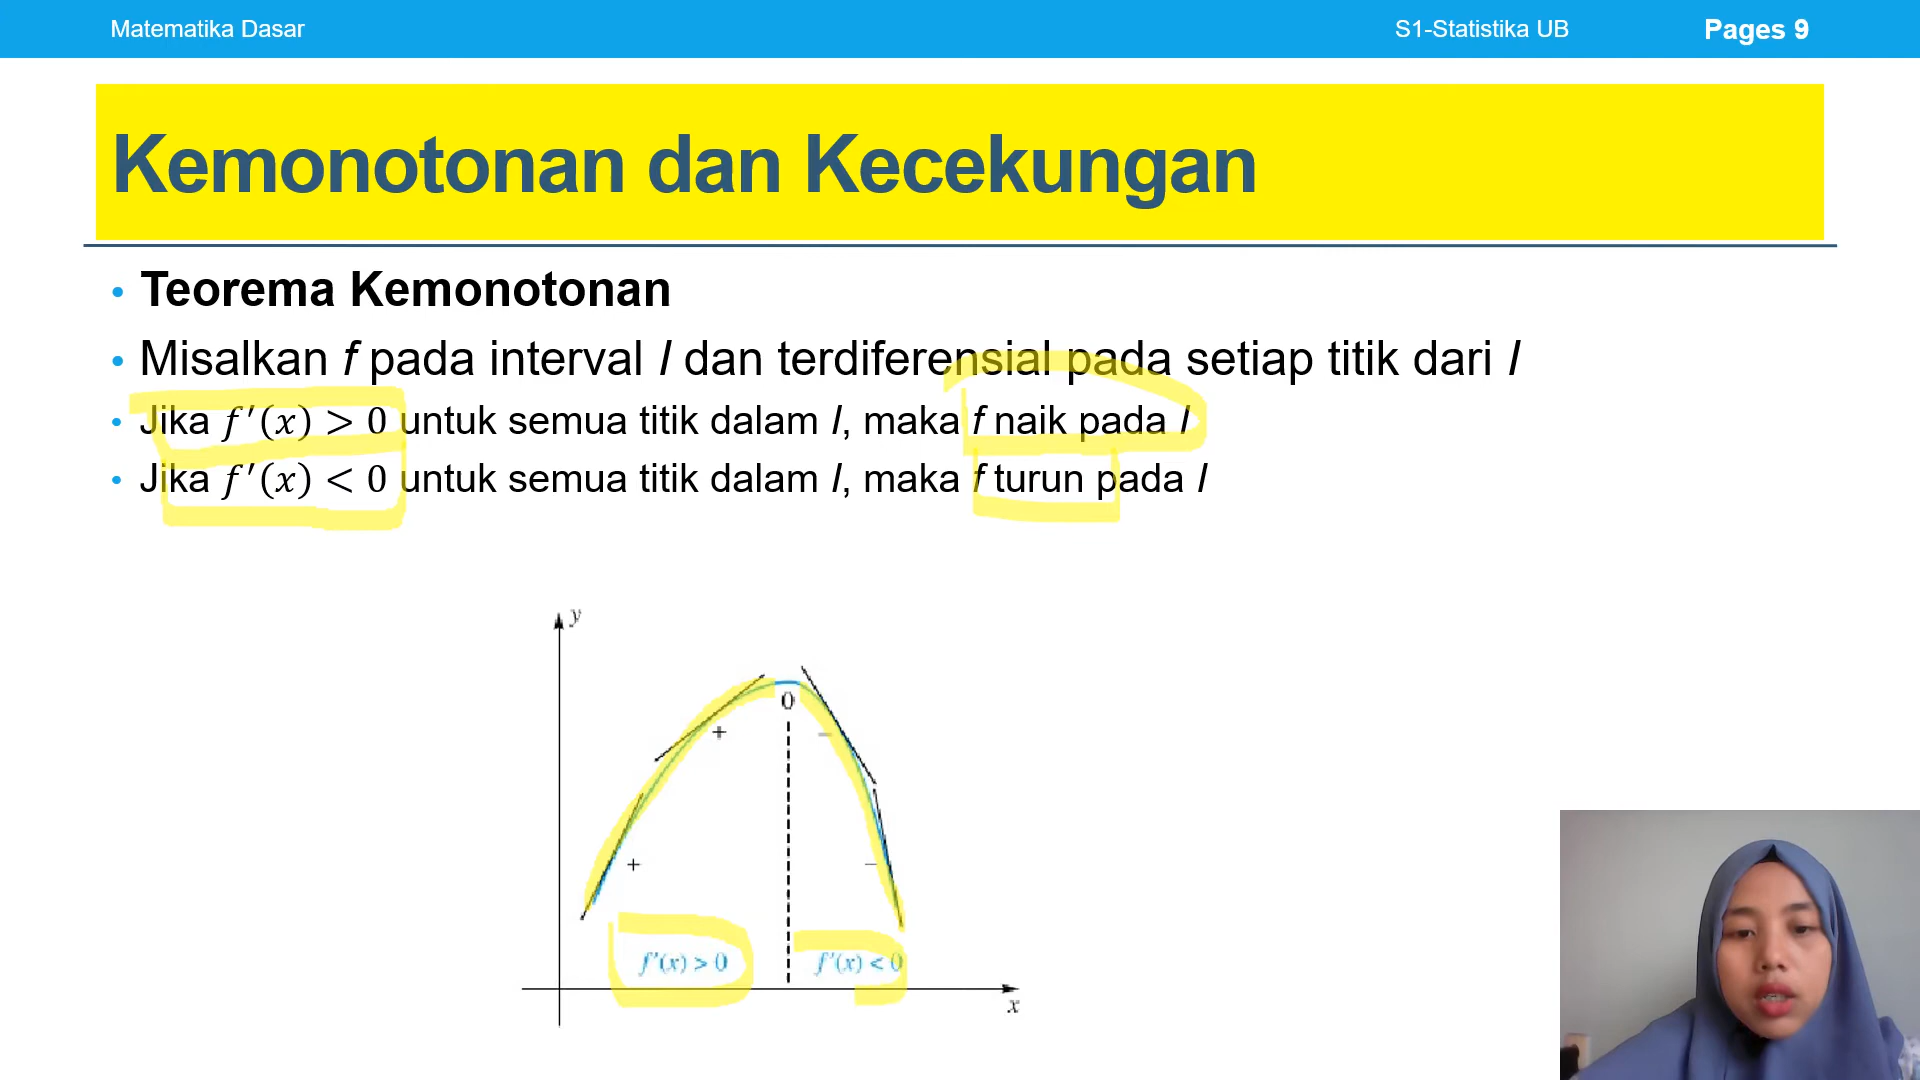 Matematika Dasar
S1-Statistika UB
Pages 9
Kemonotonan dan Kecekungan
• Teorema Kemonotonan
• Misalkan f pada interval I dan terdiferensial pada setiap titik dari I
• Jika f′(x) > 0 untuk semua titik dalam I, maka f naik pada I
• Jika f′(x) < 0 untuk semua titik dalam I, maka f turun pada I
y
0
+
−
+
−
f′(x) > 0
f′(x) < 0
x